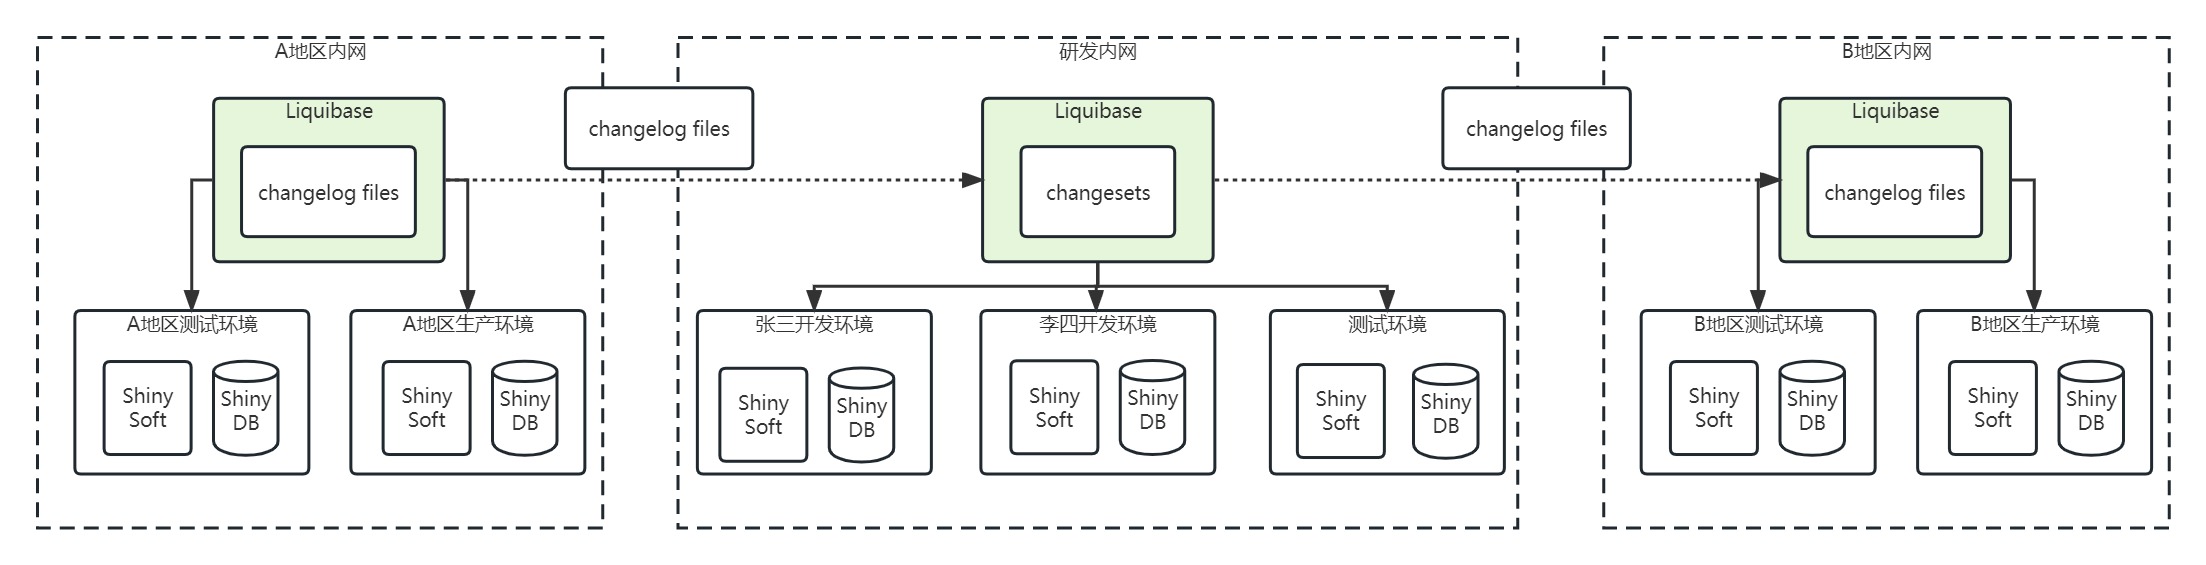 A地区内网
Liquibase
changelog files
A地区测试环境
Shiny
Soft
Shiny
DB
A地区生产环境
Shiny
Soft
Shiny
DB
changelog files
研发内网
Liquibase
changesets
张三开发环境
Shiny
Soft
Shiny
DB
李四开发环境
Shiny
Soft
Shiny
DB
测试环境
Shiny
Soft
Shiny
DB
changelog files
B地区内网
Liquibase
changelog files
B地区测试环境
Shiny
Soft
Shiny
DB
B地区生产环境
Shiny
Soft
Shiny
DB